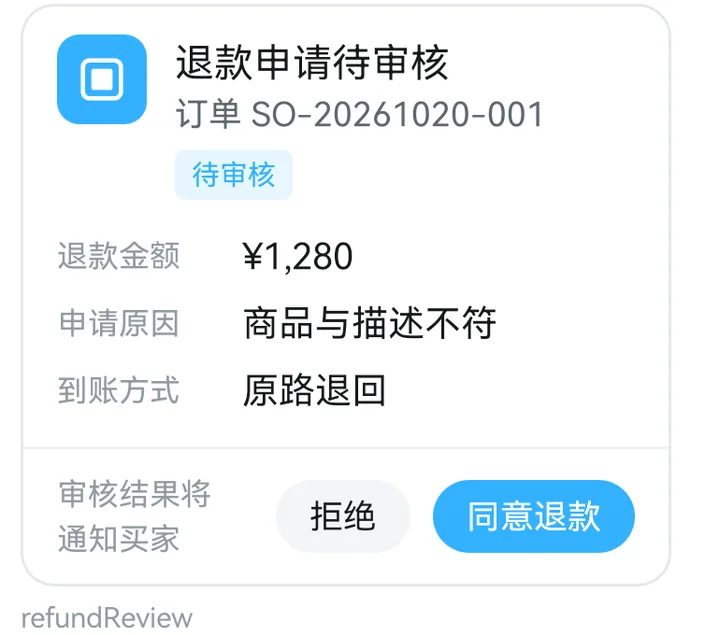 退款申请待审核
订单 SO-20261020-001
待审核
退款金额 ¥1,280
申请原因 商品与描述不符
到账方式 原路退回
审核结果将
通知买家
拒绝 同意退款
refundReview